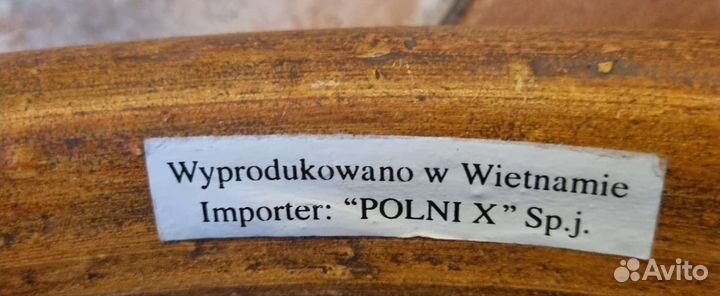 Wyprodukowano w Wietnamie
Importer: “POLNI X” Sp.j.
Avito